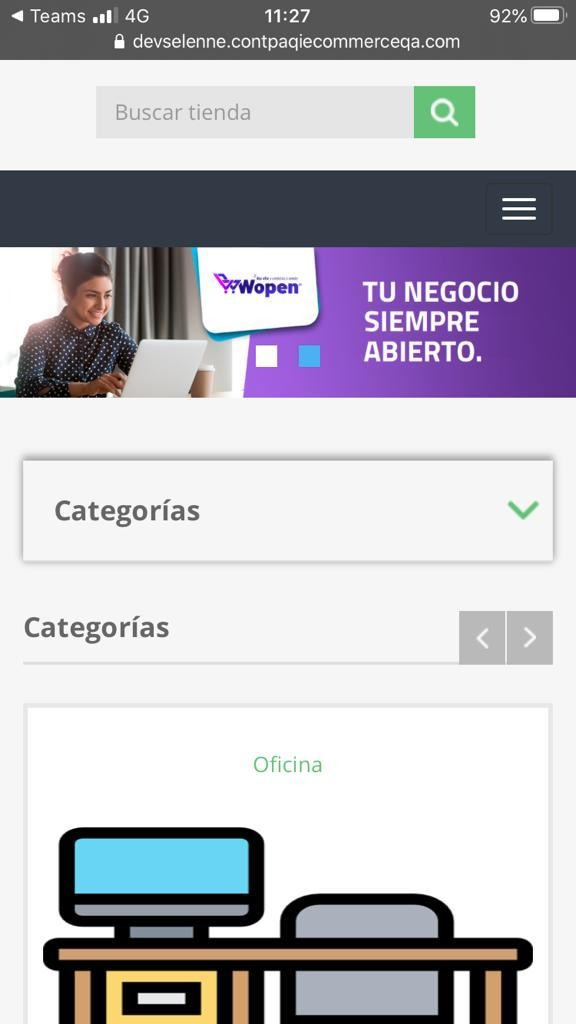 Teams 4G 11:27 92%
devselenne.contpaqiecommerceqa.com
Buscar tienda
Wopen
TU NEGOCIO
SIEMPRE
ABIERTO.
Categorías
Categorías
Oficina